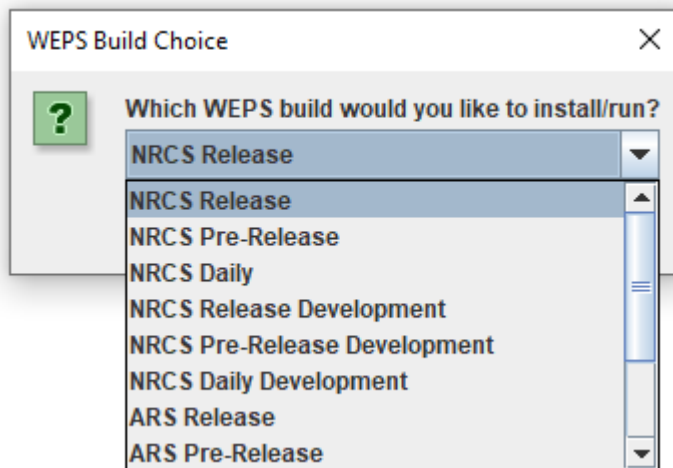 WEPS Build Choice
Which WEPS build would you like to install/run?
NRCS Release
NRCS Release
NRCS Pre-Release
NRCS Daily
NRCS Release Development
NRCS Pre-Release Development
NRCS Daily Development
ARS Release
ARS Pre-Release